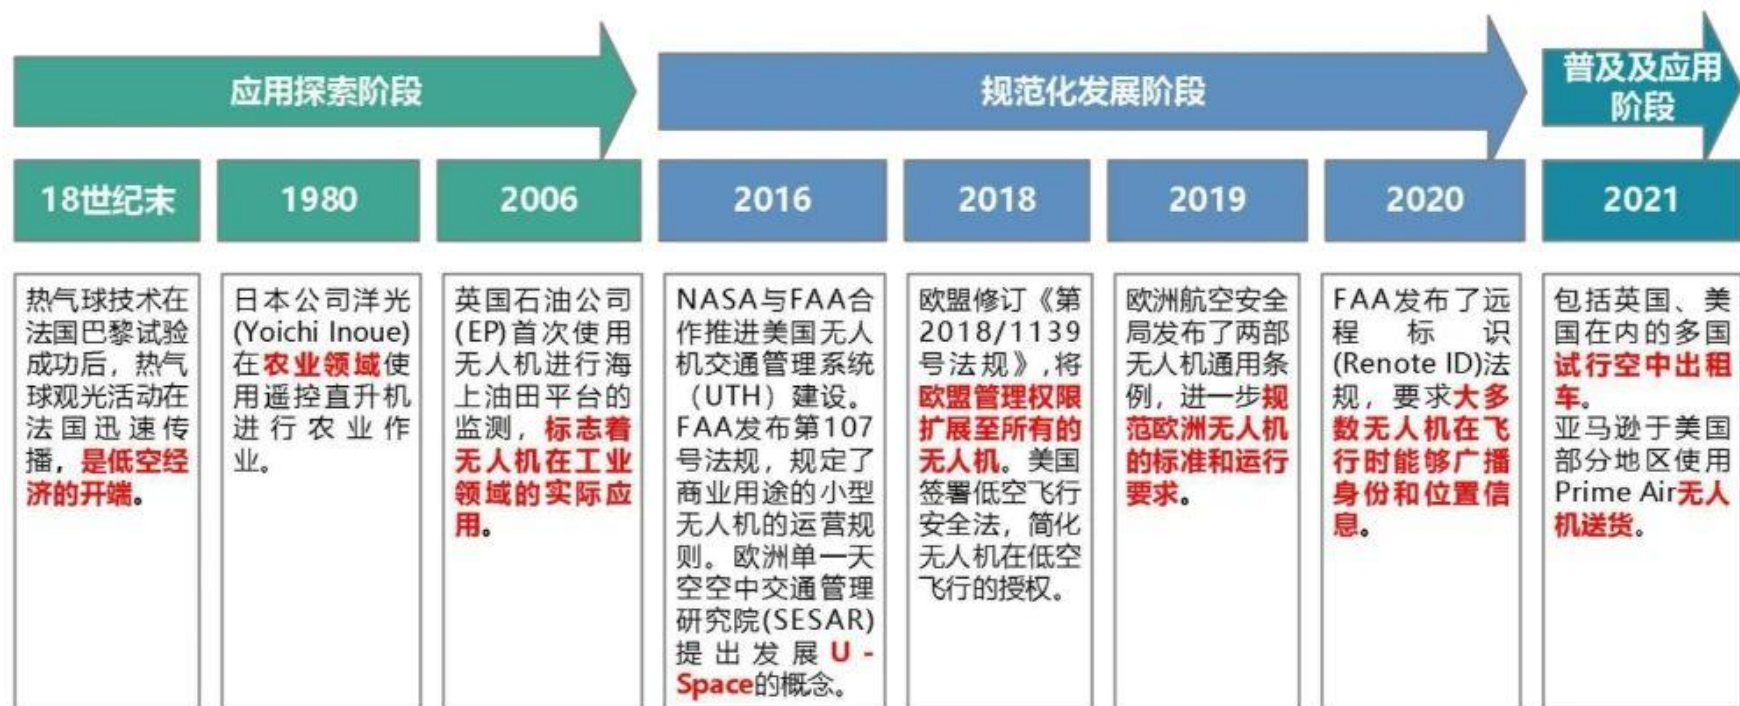 应用探索阶段
规范化发展阶段
普及及应用
阶段
18世纪末
1980
2006
2016
2018
2019
2020
2021
热气球技术在
法国巴黎试验
成功后，热气
球观光活动在
法国迅速传
播，是低空经
济的开端。
日本公司洋光
(Yoichi Inoue)
在农业领域使
用遥控直升机
进行农业作
业。
英国石油公司
(EP)首次使用
无人机进行海
上油田平台的
监测，标志着
无人机在工业
领域的实际应
用。
NASA与FAA合
作推进美国无人
机交通管理系统
（UTH）建设。
FAA发布第107
号法规，规定了
商业用途的小型
无人机的运营规
则。欧洲单一天
空空中交通管理
研究院(SESAR)
提出发展U-
Space的概念。
欧盟修订《第
2018/1139
号法规》,将
欧盟管理权限
扩展至所有的
无人机。美国
签署低空飞行
安全法，简化
无人机在低空
飞行的授权。
欧洲航空安全
局发布了两部
无人机通用条
例，进一步规
范欧洲无人机
的标准和运行
要求。
FAA发布了远
程标识
(Renote ID)法
规，要求大多
数无人机在飞
行时能够广播
身份和位置信
息。
包括英国、美
国在内的多国
试行空中出租
车。
亚马逊于美国
部分地区使用
Prime Air无人
机送货。